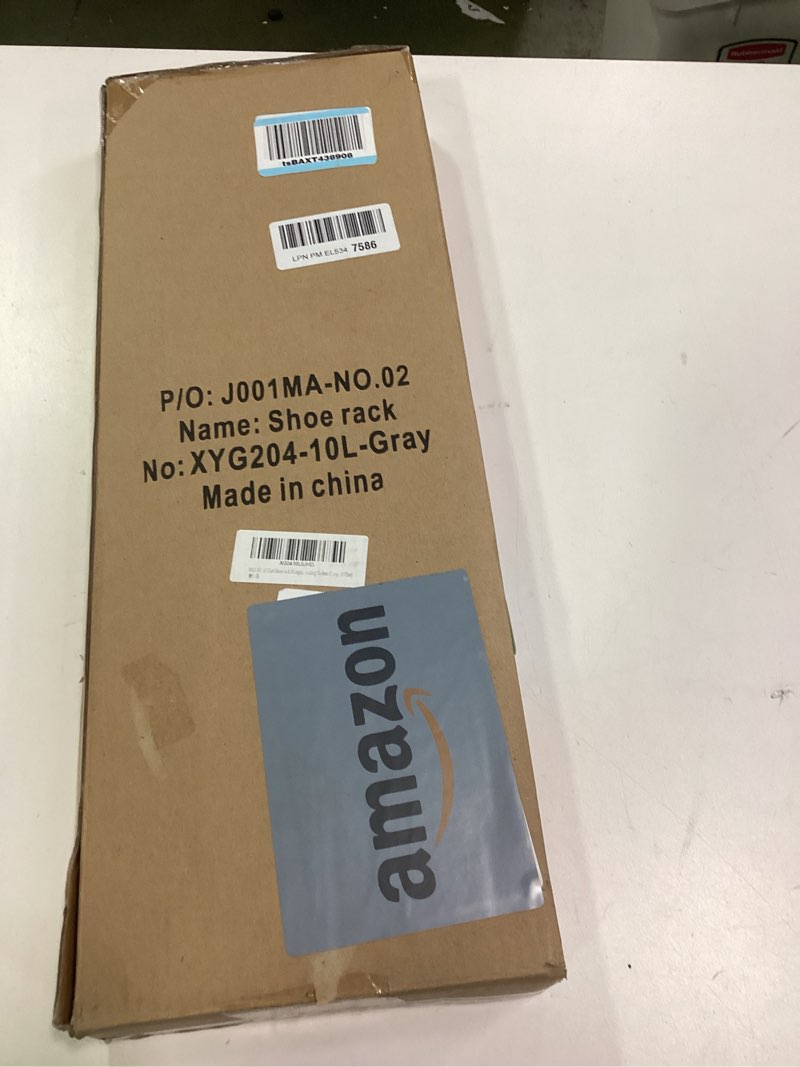 Rubbermaid
tsBAXT438908
LPN PM EL534 7586
P/O: J001MA-NO.02
Name: Shoe rack
No: XYG204-10L-Gray
Made in china
amazon